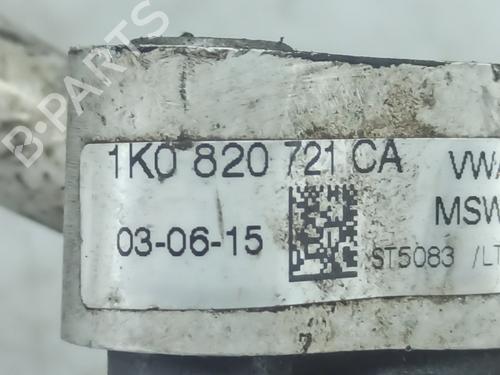 B-PARTS
1K0 820 721 CA VWA
03-06-15 MSW
ST5083 /LT